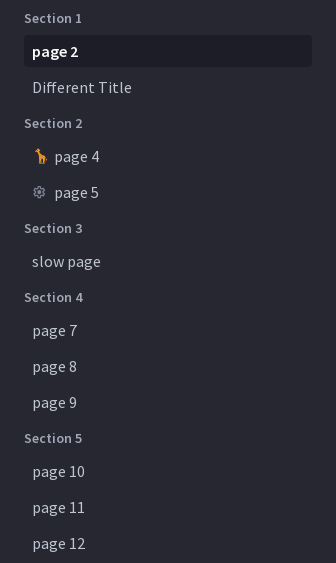 Section 1
page 2
Different Title
Section 2
page 4
page 5
Section 3
slow page
Section 4
page 7
page 8
page 9
Section 5
page 10
page 11
page 12